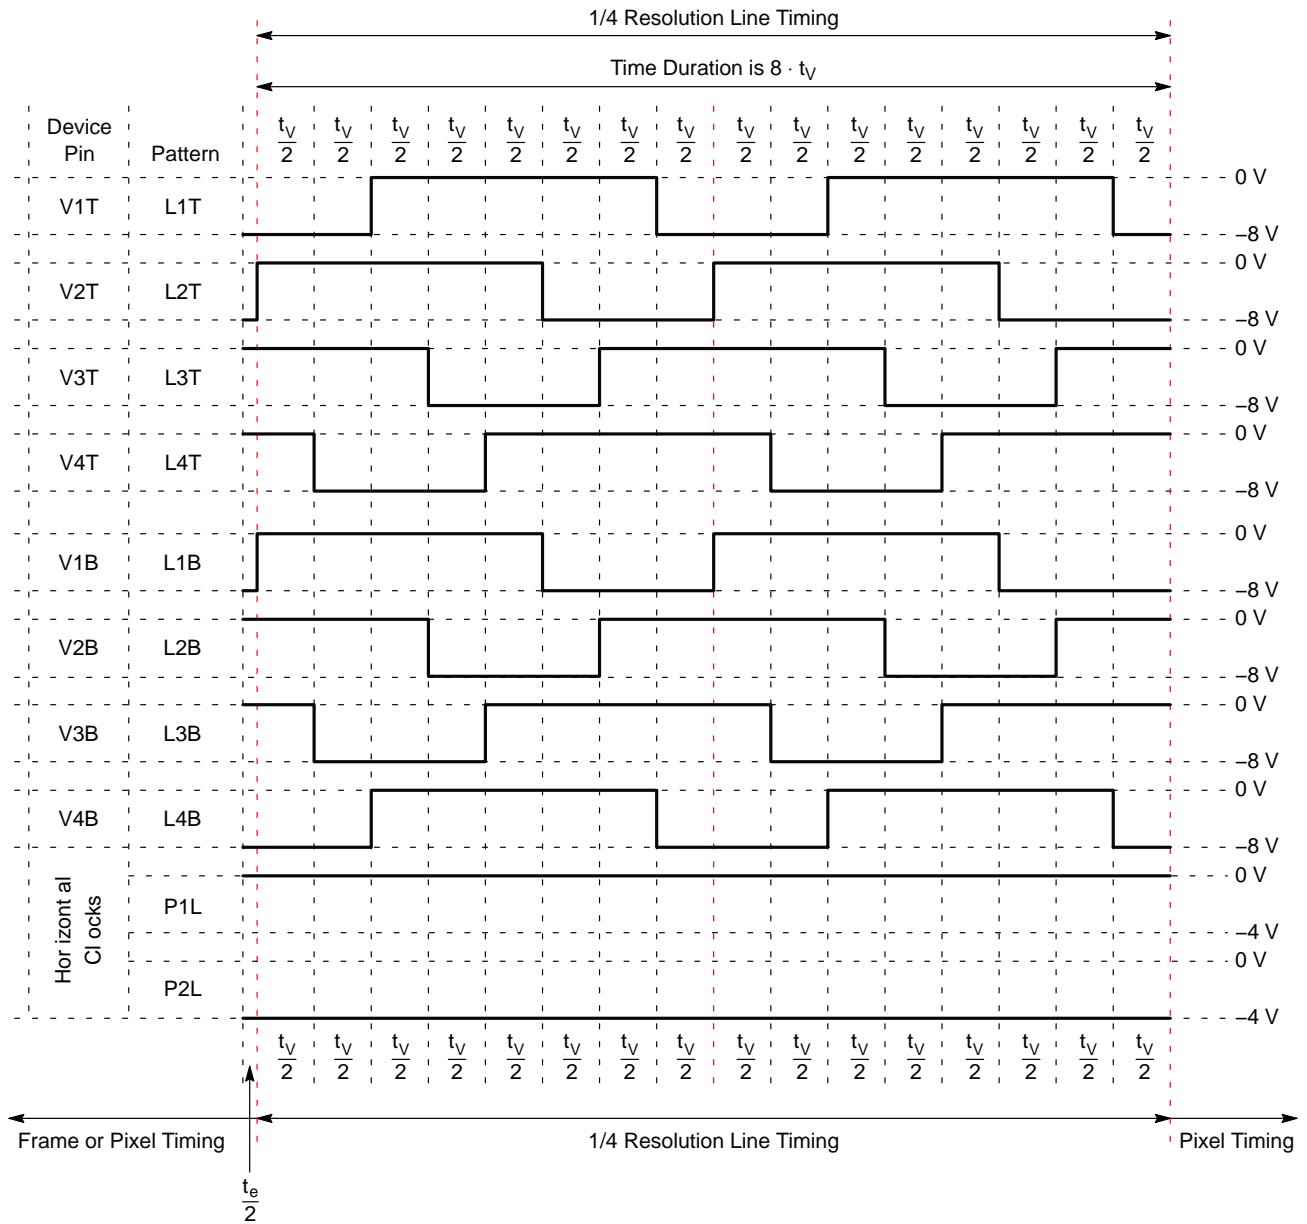 1/4 Resolution Line Timing
Time Duration is 8 · tV
Device Pin Pattern
tV/2 tV/2 tV/2 tV/2 tV/2 tV/2 tV/2 tV/2 tV/2 tV/2 tV/2 tV/2 tV/2 tV/2 tV/2 tV/2
0 V
V1T L1T
–8 V
0 V
V2T L2T
–8 V
0 V
V3T L3T
–8 V
0 V
V4T L4T
–8 V
0 V
V1B L1B
–8 V
0 V
V2B L2B
–8 V
0 V
V3B L3B
–8 V
0 V
V4B L4B
–8 V
Hor izont al
Cl ocks
0 V
P1L
–4 V
0 V
P2L
–4 V
tV/2 tV/2 tV/2 tV/2 tV/2 tV/2 tV/2 tV/2 tV/2 tV/2 tV/2 tV/2 tV/2 tV/2 tV/2 tV/2
Frame or Pixel Timing 1/4 Resolution Line Timing Pixel Timing
te/2